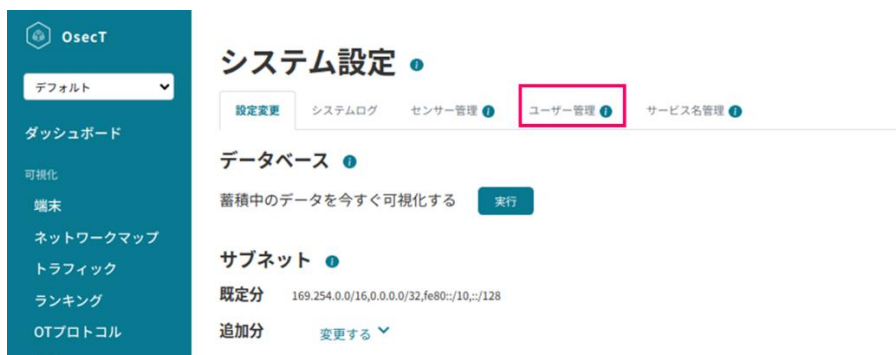 OsecT
デフォルト
ダッシュボード
可視化
端末
ネットワークマップ
トラフィック
ランキング
OTプロトコル
システム設定
設定変更 システムログ センサー管理 ユーザー管理 サービス名管理
データベース
蓄積中のデータを今すぐ可視化する 実行
サブネット
既定分 169.254.0.0/16,0.0.0.0/32,fe80::/10,::/128
追加分 変更する